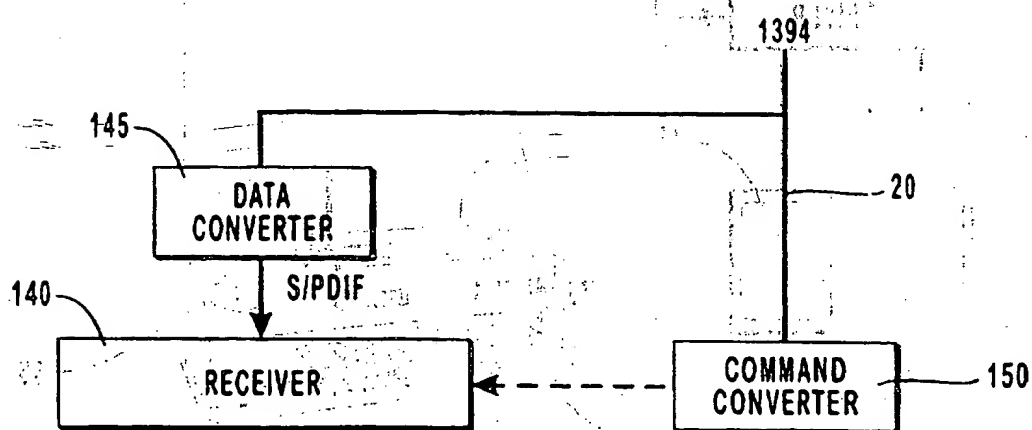 1394
145
DATA
CONVERTER
20
S/PDIF
140
RECEIVER
COMMAND
CONVERTER
150